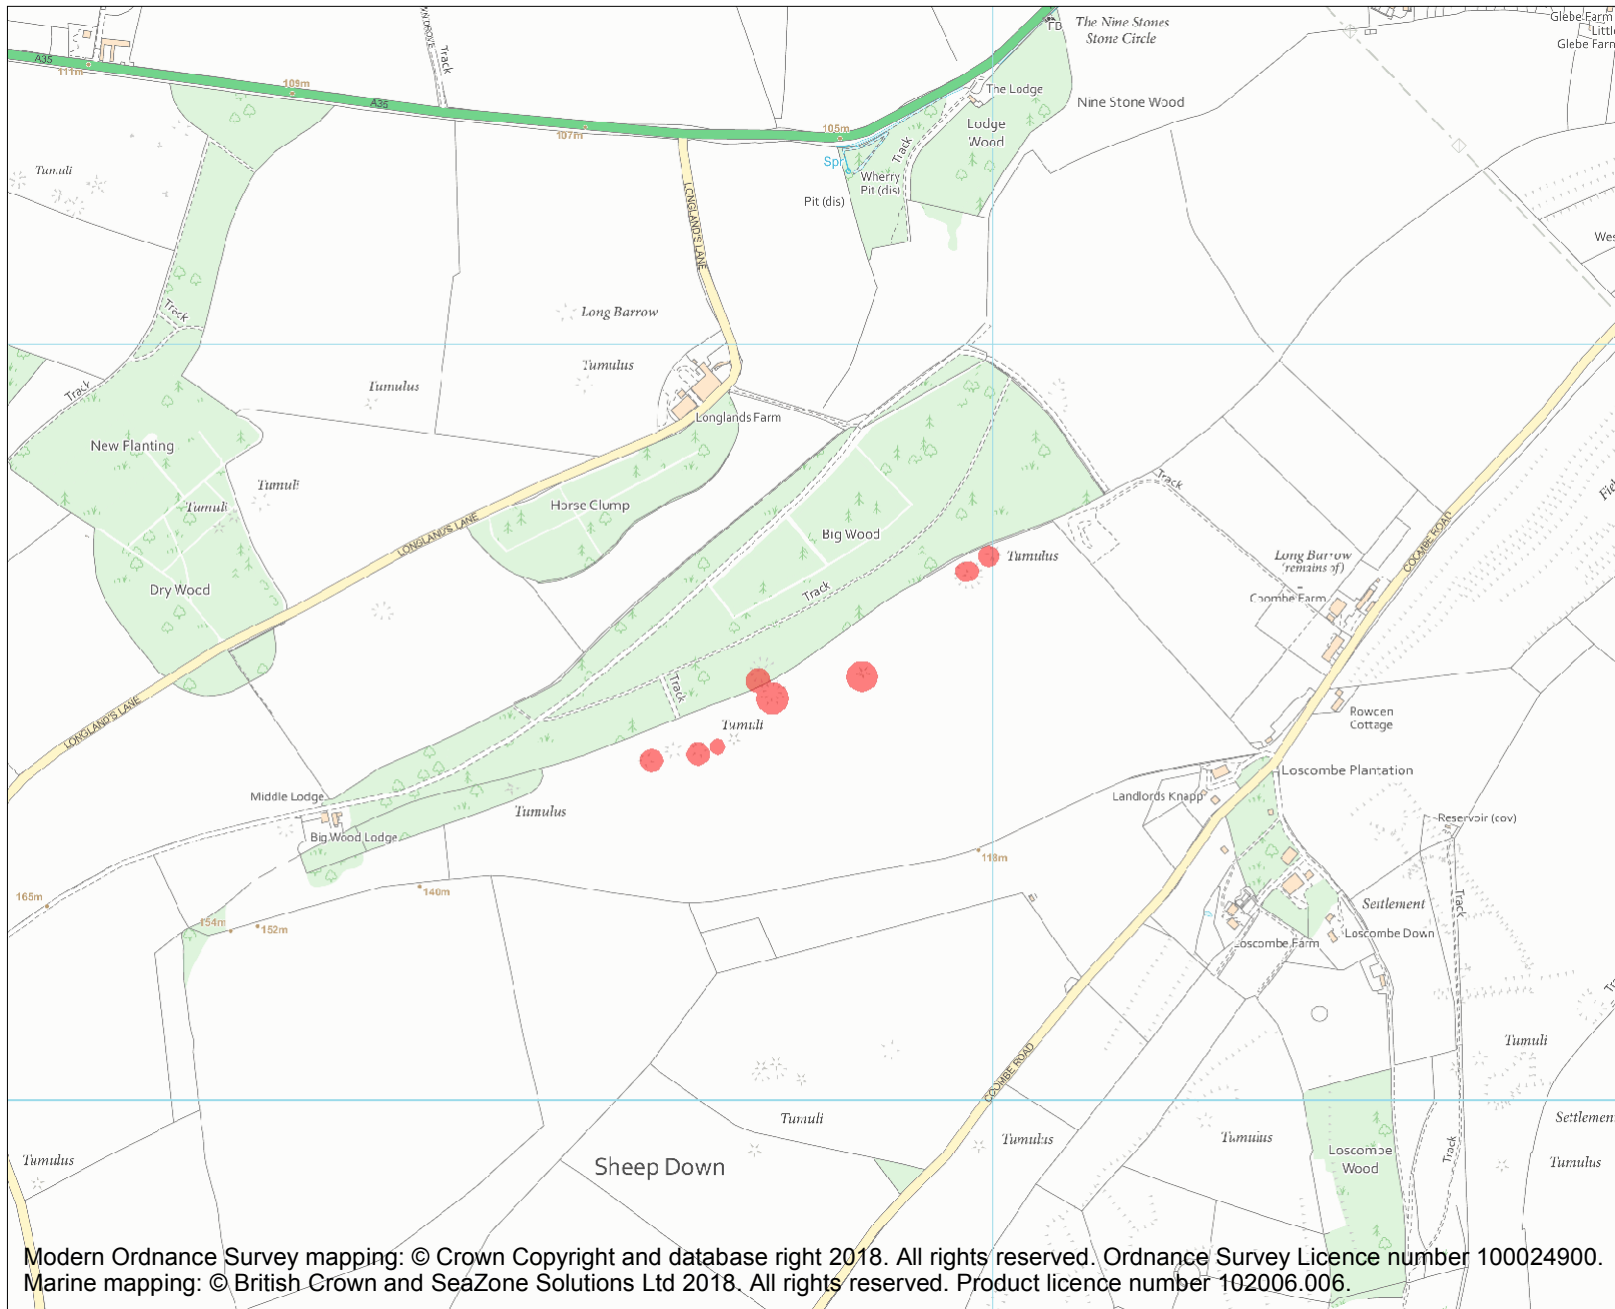 The Nine Stones
Stone Circle
FB
Glebe Farm
Glebe Farm
A35
111m
Track
109m
A35
107m
105m
The Lodge
Nine Stone Wood
Lodge
Wood
Track
Spr
Wherry
Pit (dis)
Pit (dis)
Tumuli
LONGLAND'S LANE
Track
Long Barrow
Tumulus
Tumulus
Track
Longlands Farm
New Planting
Tumuli
Tumuli
Horse Clump
Big Wood
Track
LONGLAND'S LANE
COOMBE ROAD
Track
Tumulus
Long Barrow
(remains of)
Coombe Farm
Dry Wood
Track
Tumuli
LONGLAND'S LANE
Rowden
Cottage
Loscombe Plantation
Middle Lodge
Landlords Knapp
Tumulus
Big Wood Lodge
Reservoir (cov)
118m
140m
165m
154m
152m
Settlement
Track
Loscombe Down
Loscombe Farm
Tumuli
COOMBE ROAD
Tumuli
Tumulus
Tumulus
Settlemen
Tumulus
Sheep Down
Loscombe
Wood
Track
Tumulus
Modern Ordnance Survey mapping: © Crown Copyright and database right 2018. All rights reserved. Ordnance Survey Licence number 100024900.
Marine mapping: © British Crown and SeaZone Solutions Ltd 2018. All rights reserved. Product licence number 102006.006.